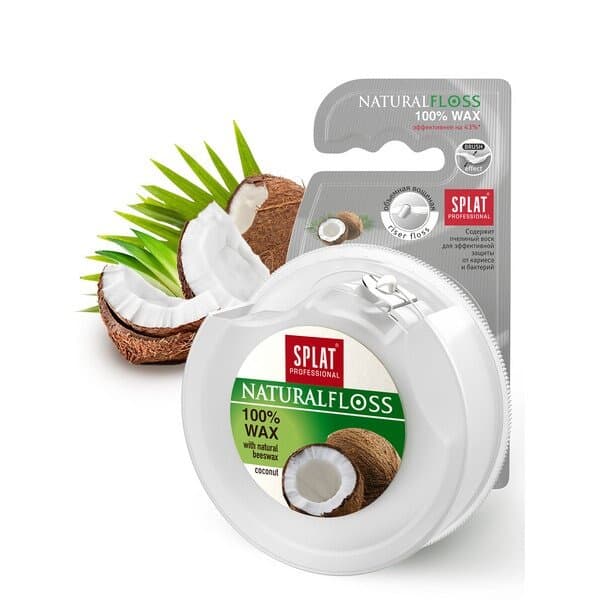 NATURALFLOSS
100% WAX
эффективнее на 43%*
BRUSH
effect
объемная вощеная
riser floss
SPLAT
PROFESSIONAL
Содержит
пчелиный воск
для эффективной
защиты
от кариеса
и бактерий
SPLAT
PROFESSIONAL
NATURALFLOSS
100%
WAX
with natural
beeswax
coconut